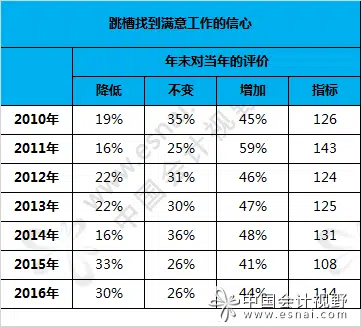 跳槽找到满意工作的信心
年末对当年的评价
降低 不变 增加 指标
2010年 19% 35% 45% 126
2011年 16% 25% 59% 143
2012年 22% 31% 46% 124
2013年 22% 30% 47% 125
2014年 16% 36% 48% 131
2015年 33% 26% 41% 108
2016年 30% 26% 44% 114
中国会计视野
www.esnai.com
中国会计视野
www.esnai.com